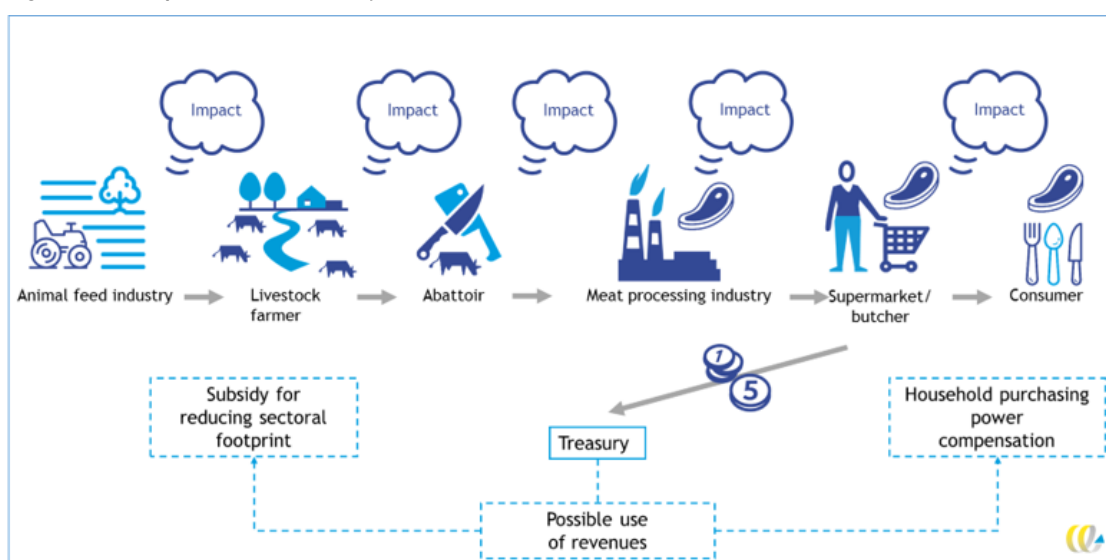 Impact
Impact
Impact
Impact
Impact
Animal feed industry
Livestock
farmer
Abattoir
Meat processing industry
Supermarket/
butcher
Consumer
1
5
Subsidy for
reducing sectoral
footprint
Treasury
Household purchasing
power
compensation
Possible use
of revenues